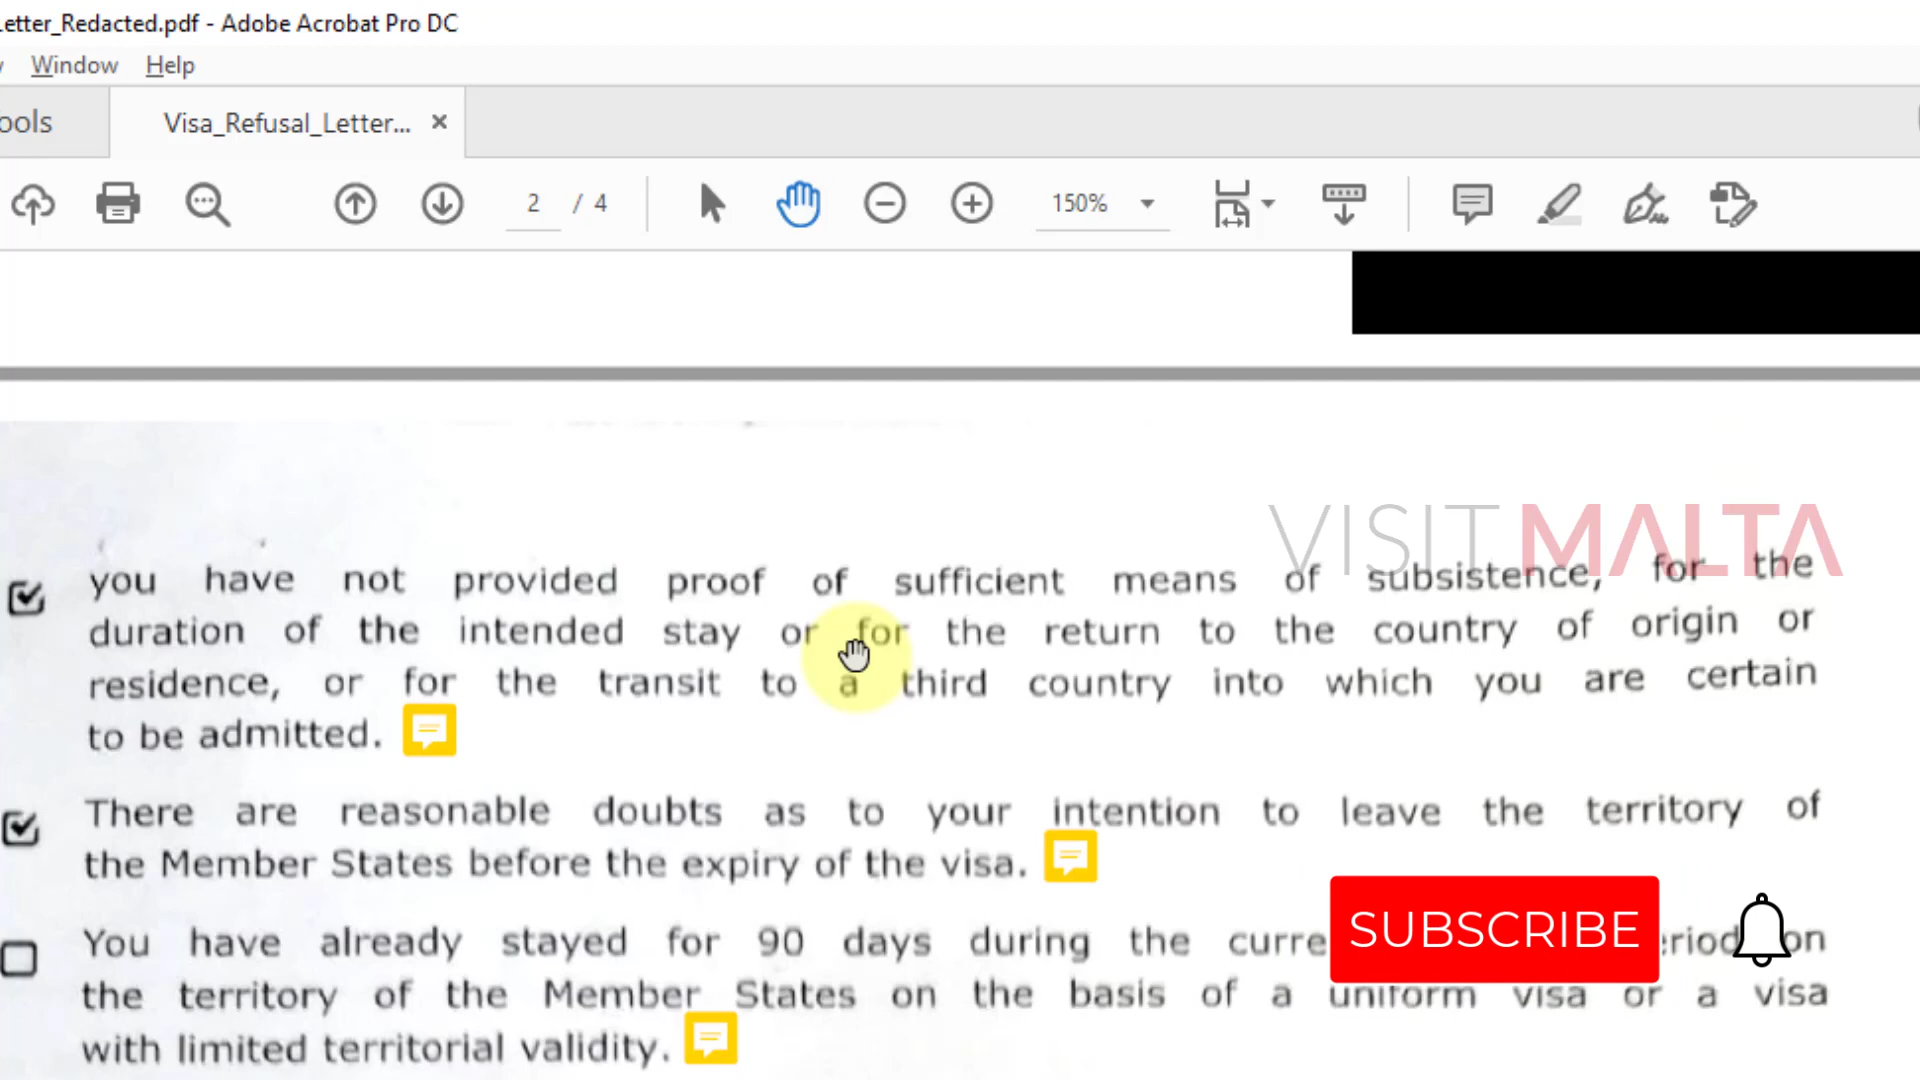 etter_Redacted.pdf - Adobe Acrobat Pro DC
Window Help
ools Visa_Refusal_Letter... ×
2 / 4 150%
VISIT MALTA
you have not provided proof of sufficient means of subsistence, for the
duration of the intended stay or for the return to the country of origin or
residence, or for the transit to a third country into which you are certain
to be admitted.
There are reasonable doubts as to your intention to leave the territory of
the Member States before the expiry of the visa.
You have already stayed for 90 days during the curre eriod on
SUBSCRIBE
the territory of the Member States on the basis of a uniform visa or a visa
with limited territorial validity.